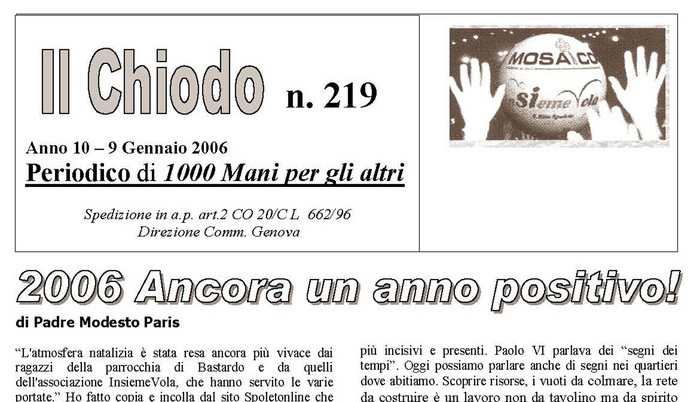 Il Chiodo n. 219
MOSAICO
Anno 10 – 9 Gennaio 2006
Periodico di 1000 Mani per gli altri
Spedizione in a.p. art.2 CO 20/C L 662/96
Direzione Comm. Genova
2006 Ancora un anno positivo!
di Padre Modesto Paris
“L'atmosfera natalizia è stata resa ancora più vivace dai
ragazzi della parrocchia di Bastardo e da quelli
dell'associazione InsiemeVola, che hanno servito le varie
portate.” Ho fatto copia e incolla dal sito Spoletonline che
più incisivi e presenti. Paolo VI parlava dei “segni dei
tempi”. Oggi possiamo parlare anche di segni nei quartieri
dove abitiamo. Scoprire risorse, i vuoti da colmare, la rete
da costruire è un lavoro non da tavolino ma da spirito